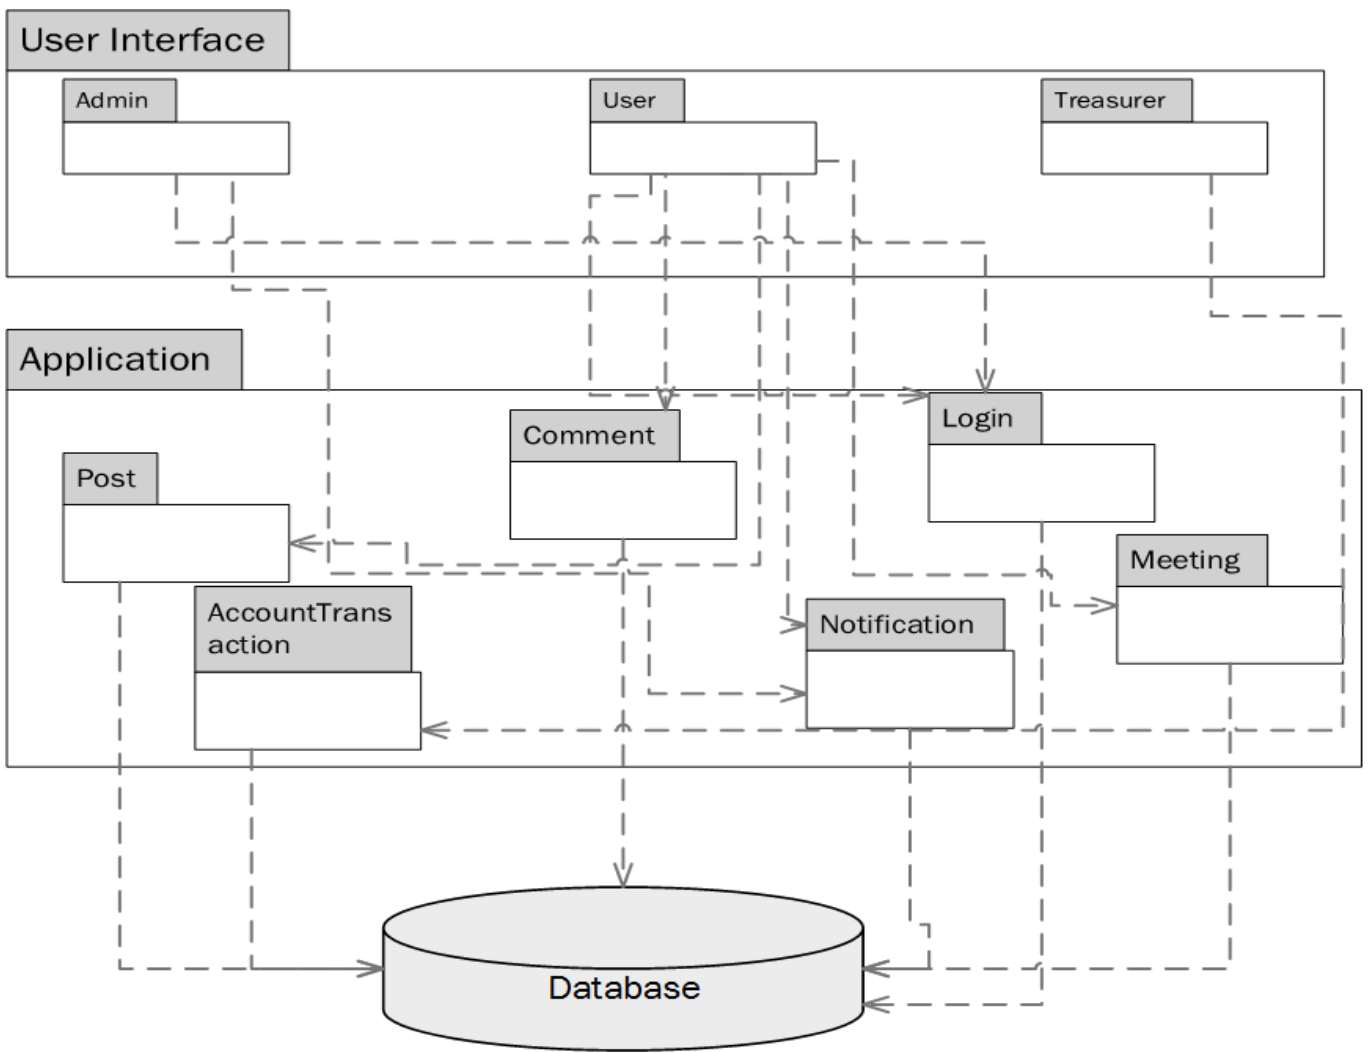 User Interface
Admin
User
Treasurer
Application
Comment
Login
Post
Meeting
AccountTrans
action
Notification
Database